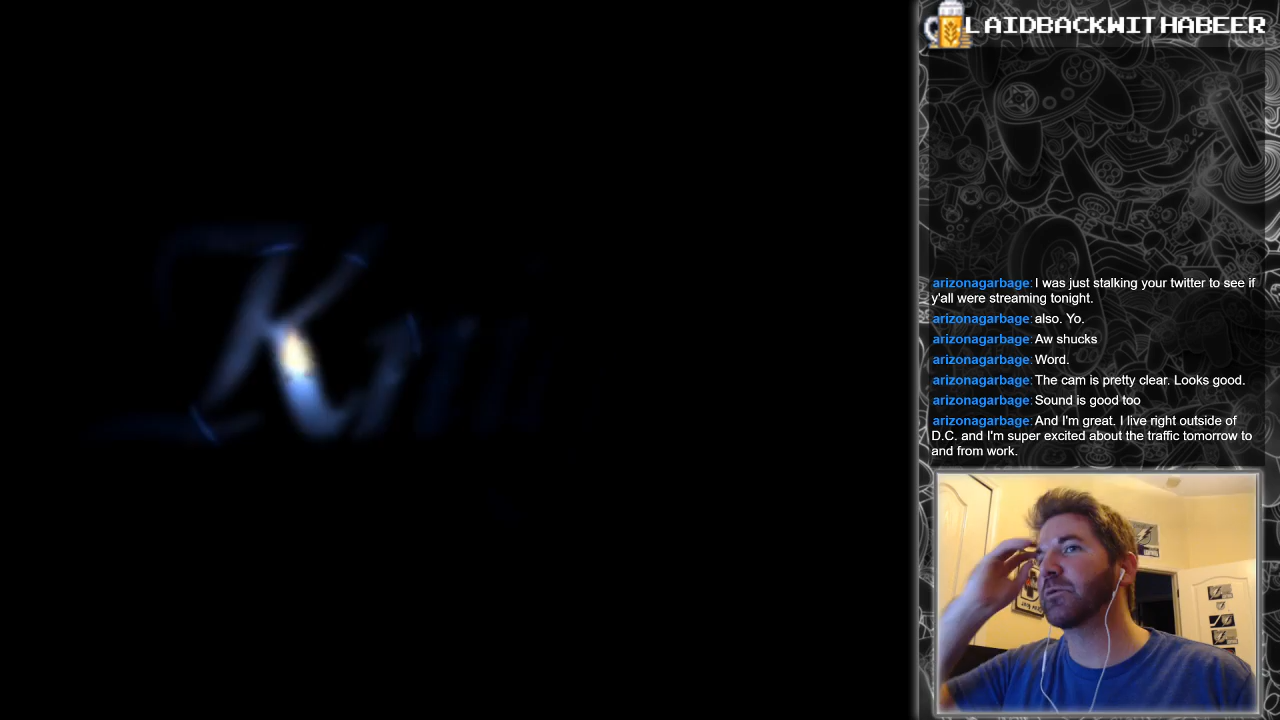 LAIDBACKWITHABEER
arizonagarbage: I was just stalking your twitter to see if
y'all were streaming tonight.
arizonagarbage: also. Yo.
arizonagarbage: Aw shucks
arizonagarbage: Word.
arizonagarbage: The cam is pretty clear. Looks good.
arizonagarbage: Sound is good too
arizonagarbage: And I'm great. I live right outside of
D.C. and I'm super excited about the traffic tomorrow to
and from work.